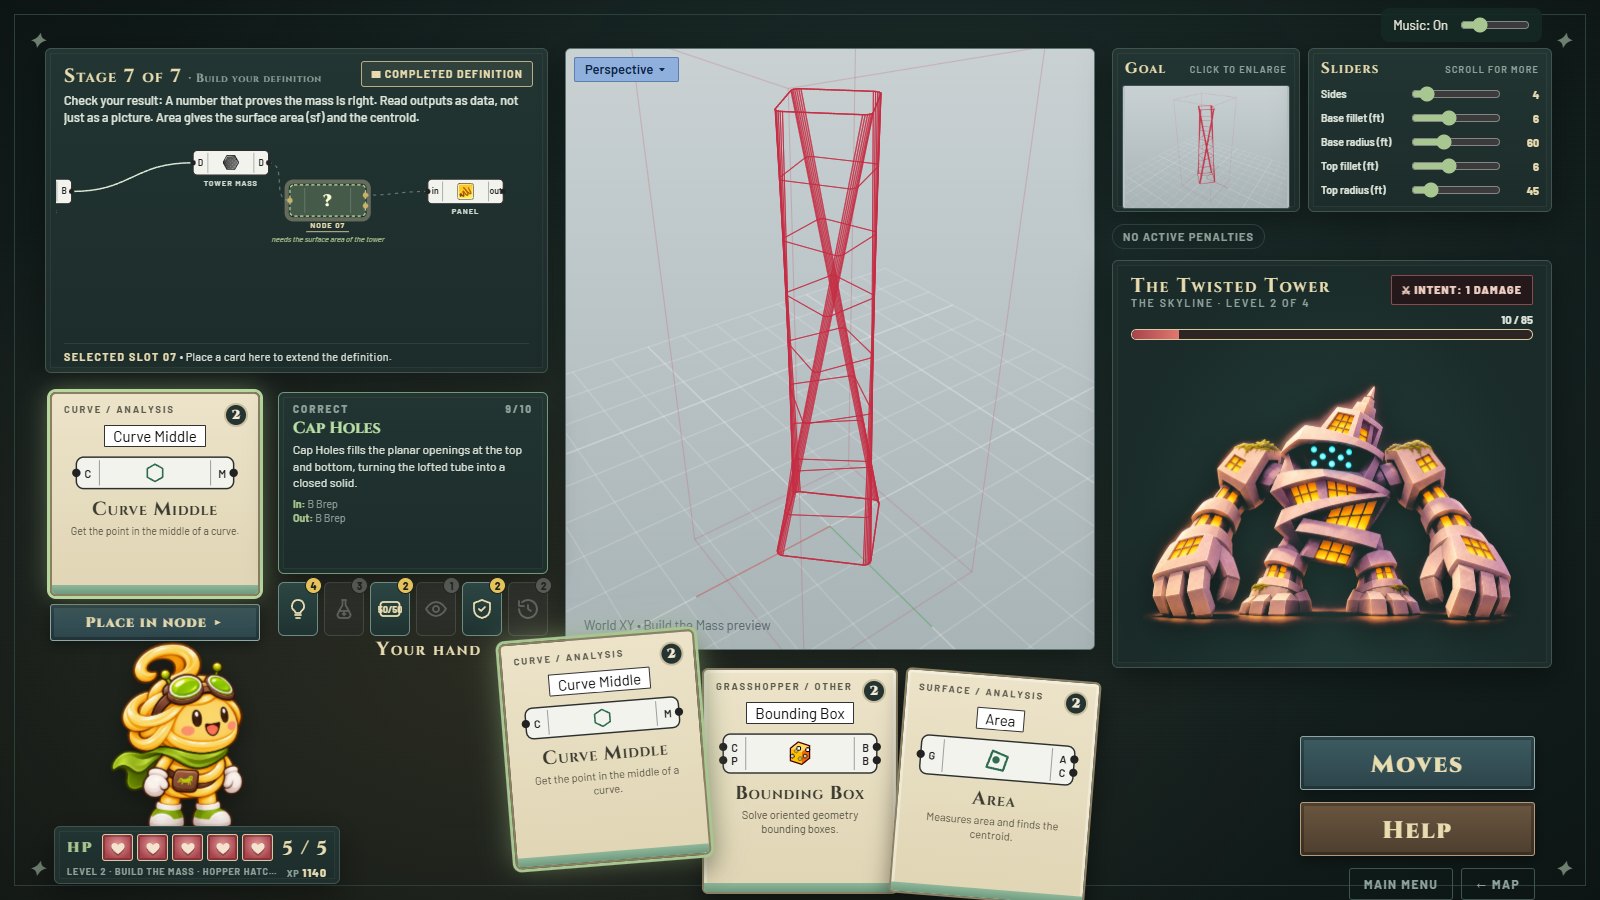 Music: On
STAGE 7 OF 7 · BUILD YOUR DEFINITION
COMPLETED DEFINITION
Check your result: A number that proves the mass is right. Read outputs as data, not
just as a picture. Area gives the surface area (sf) and the centroid.
B
D
D
TOWER MASS
?
NODE 07
needs the surface area of the tower
in
out
PANEL
SELECTED SLOT 07 • Place a card here to extend the definition.
Perspective
World XY • Build the Mass preview
GOAL
CLICK TO ENLARGE
SLIDERS
SCROLL FOR MORE
Sides 4
Base fillet (ft) 6
Base radius (ft) 60
Top fillet (ft) 6
Top radius (ft) 45
NO ACTIVE PENALTIES
THE TWISTED TOWER
THE SKYLINE · LEVEL 2 OF 4
INTENT: 1 DAMAGE
10 / 85
CURVE / ANALYSIS
2
Curve Middle
C
M
CURVE MIDDLE
Get the point in the middle of a curve.
PLACE IN NODE
CORRECT
9/10
CAP HOLES
Cap Holes fills the planar openings at the top
and bottom, turning the lofted tube into a
closed solid.
In: B Brep
Out: B Brep
4
3
2
50/50
1
2
2
YOUR HAND
CURVE / ANALYSIS
2
Curve Middle
C
M
CURVE MIDDLE
Get the point in the middle of a
curve.
GRASSHOPPER / OTHER
2
Bounding Box
C
P
B
B
BOUNDING BOX
Solve oriented geometry
bounding boxes.
SURFACE / ANALYSIS
2
Area
G
A
C
AREA
Measures area and finds the
centroid.
HP
5 / 5
LEVEL 2 · BUILD THE MASS · HOPPER HATC...
XP 1140
MOVES
HELP
MAIN MENU
← MAP